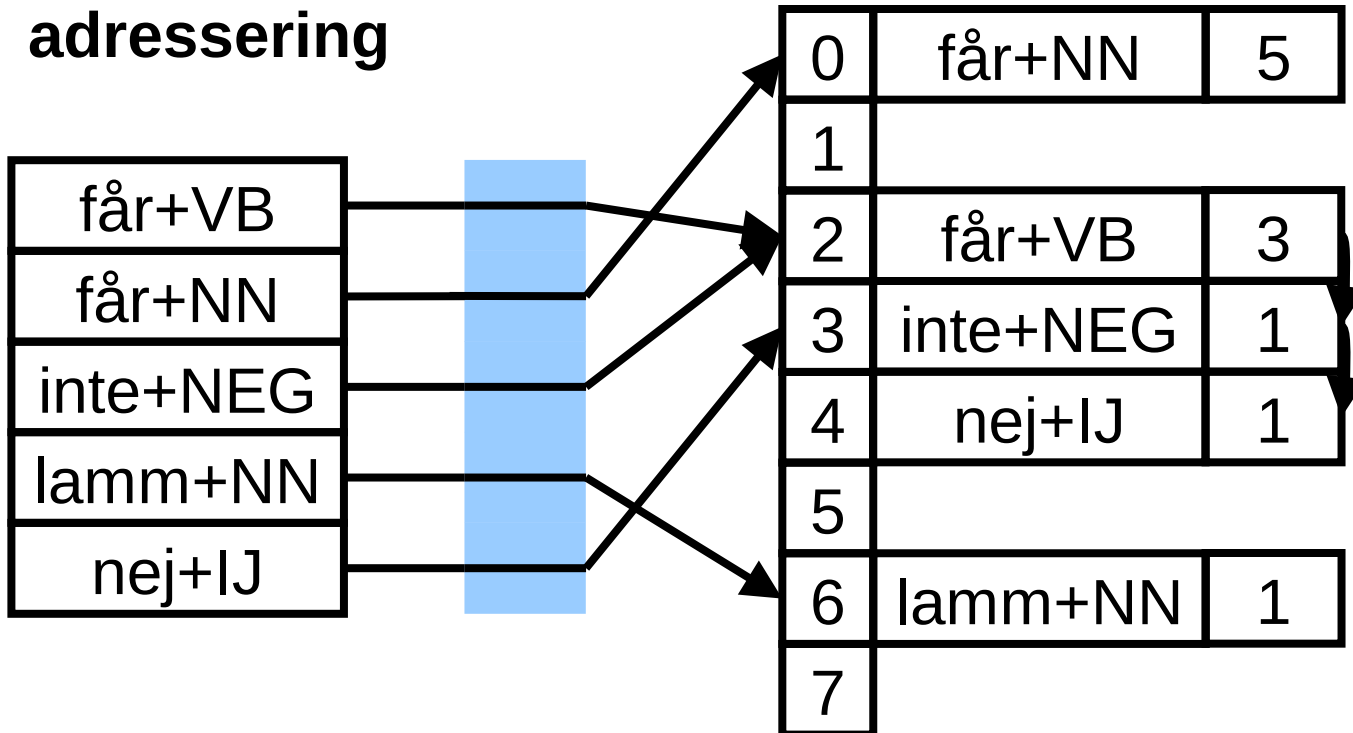 adressering
får+VB
får+NN
inte+NEG
lamm+NN
nej+IJ
0 får+NN 5
1
2 får+VB 3
3 inte+NEG 1
4 nej+IJ 1
5
6 lamm+NN 1
7